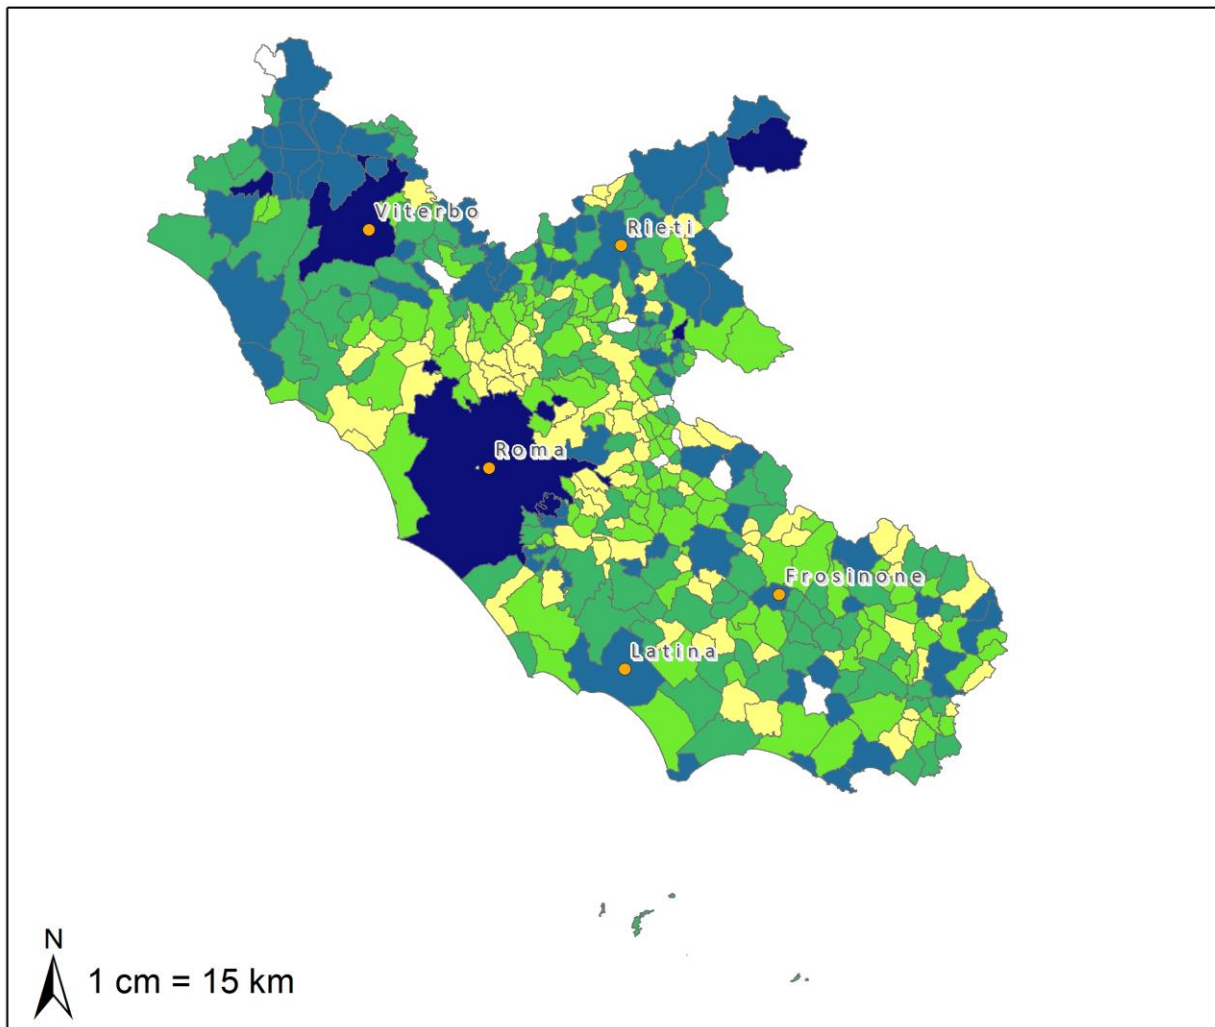 Viterbo
Rieti
Roma
Frosinone
Latina
N
1 cm = 15 km